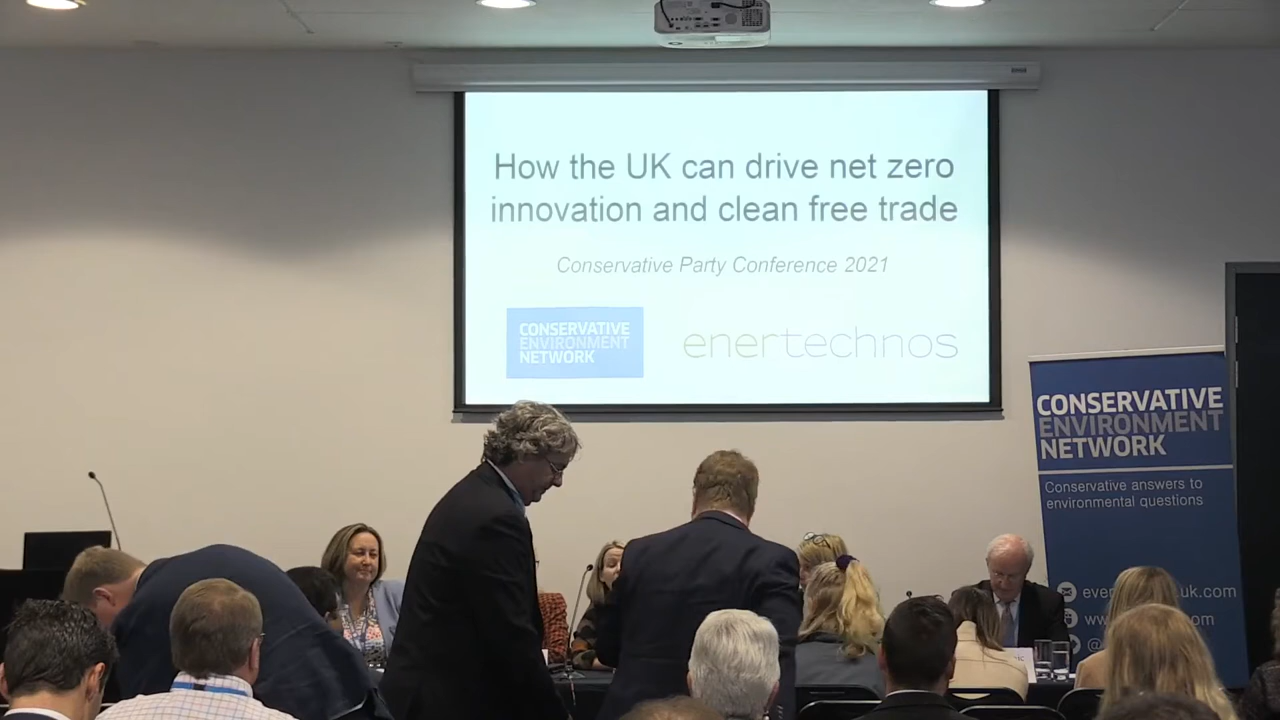 How the UK can drive net zero
innovation and clean free trade
Conservative Party Conference 2021
CONSERVATIVE
ENVIRONMENT
NETWORK
enertechnos
CONSERVATIVE
ENVIRONMENT
NETWORK
Conservative answers to
environmental questions